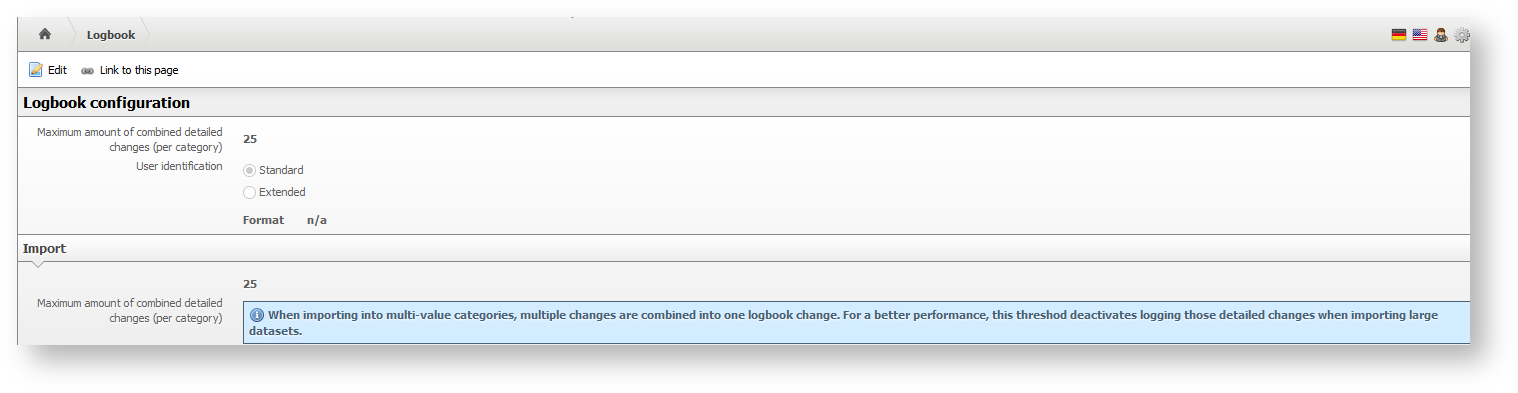 Logbook
Edit Link to this page
Logbook configuration
Maximum amount of combined detailed
changes (per category)
25
User identification
Standard
Extended
Format n/a
Import
25
Maximum amount of combined detailed
changes (per category)
When importing into multi-value categories, multiple changes are combined into one logbook change. For a better performance, this threshod deactivates logging those detailed changes when importing large
datasets.